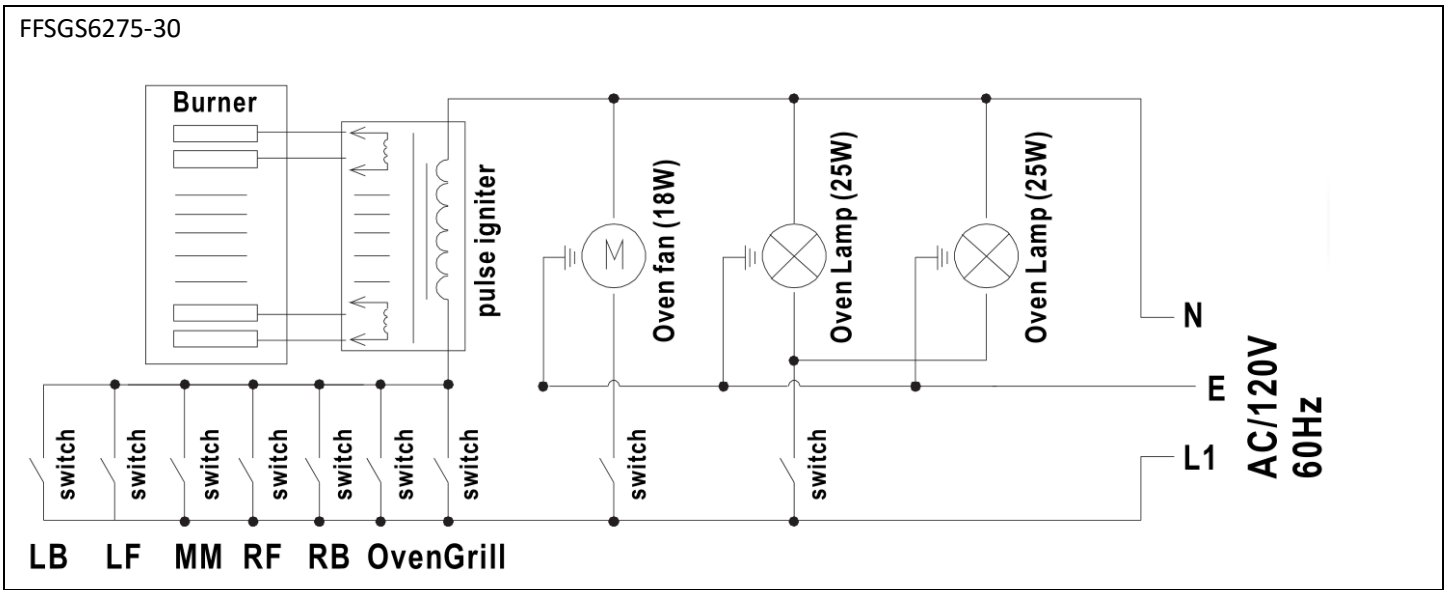 FFSGS6275-30
Burner
pulse igniter
M
Oven fan (18W)
Oven Lamp (25W)
Oven Lamp (25W)
N
E
L1
AC/120V
60Hz
switch
switch
switch
switch
switch
switch
switch
switch
switch
LB LF MM RF RB OvenGrill